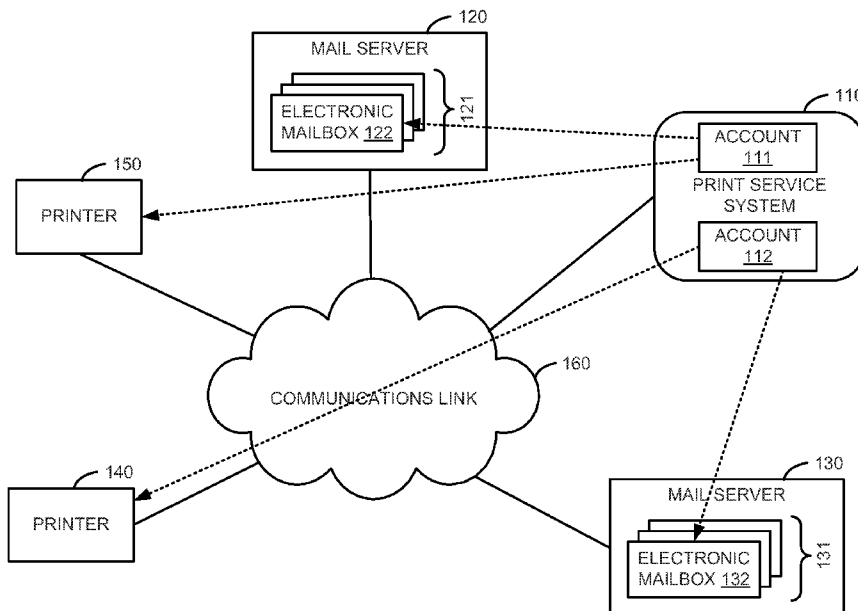 120
MAIL SERVER
ELECTRONIC
MAILBOX 122
121
110
ACCOUNT
111
PRINT SERVICE
SYSTEM
ACCOUNT
112
150
PRINTER
160
COMMUNICATIONS LINK
140
PRINTER
130
MAIL SERVER
ELECTRONIC
MAILBOX 132
131